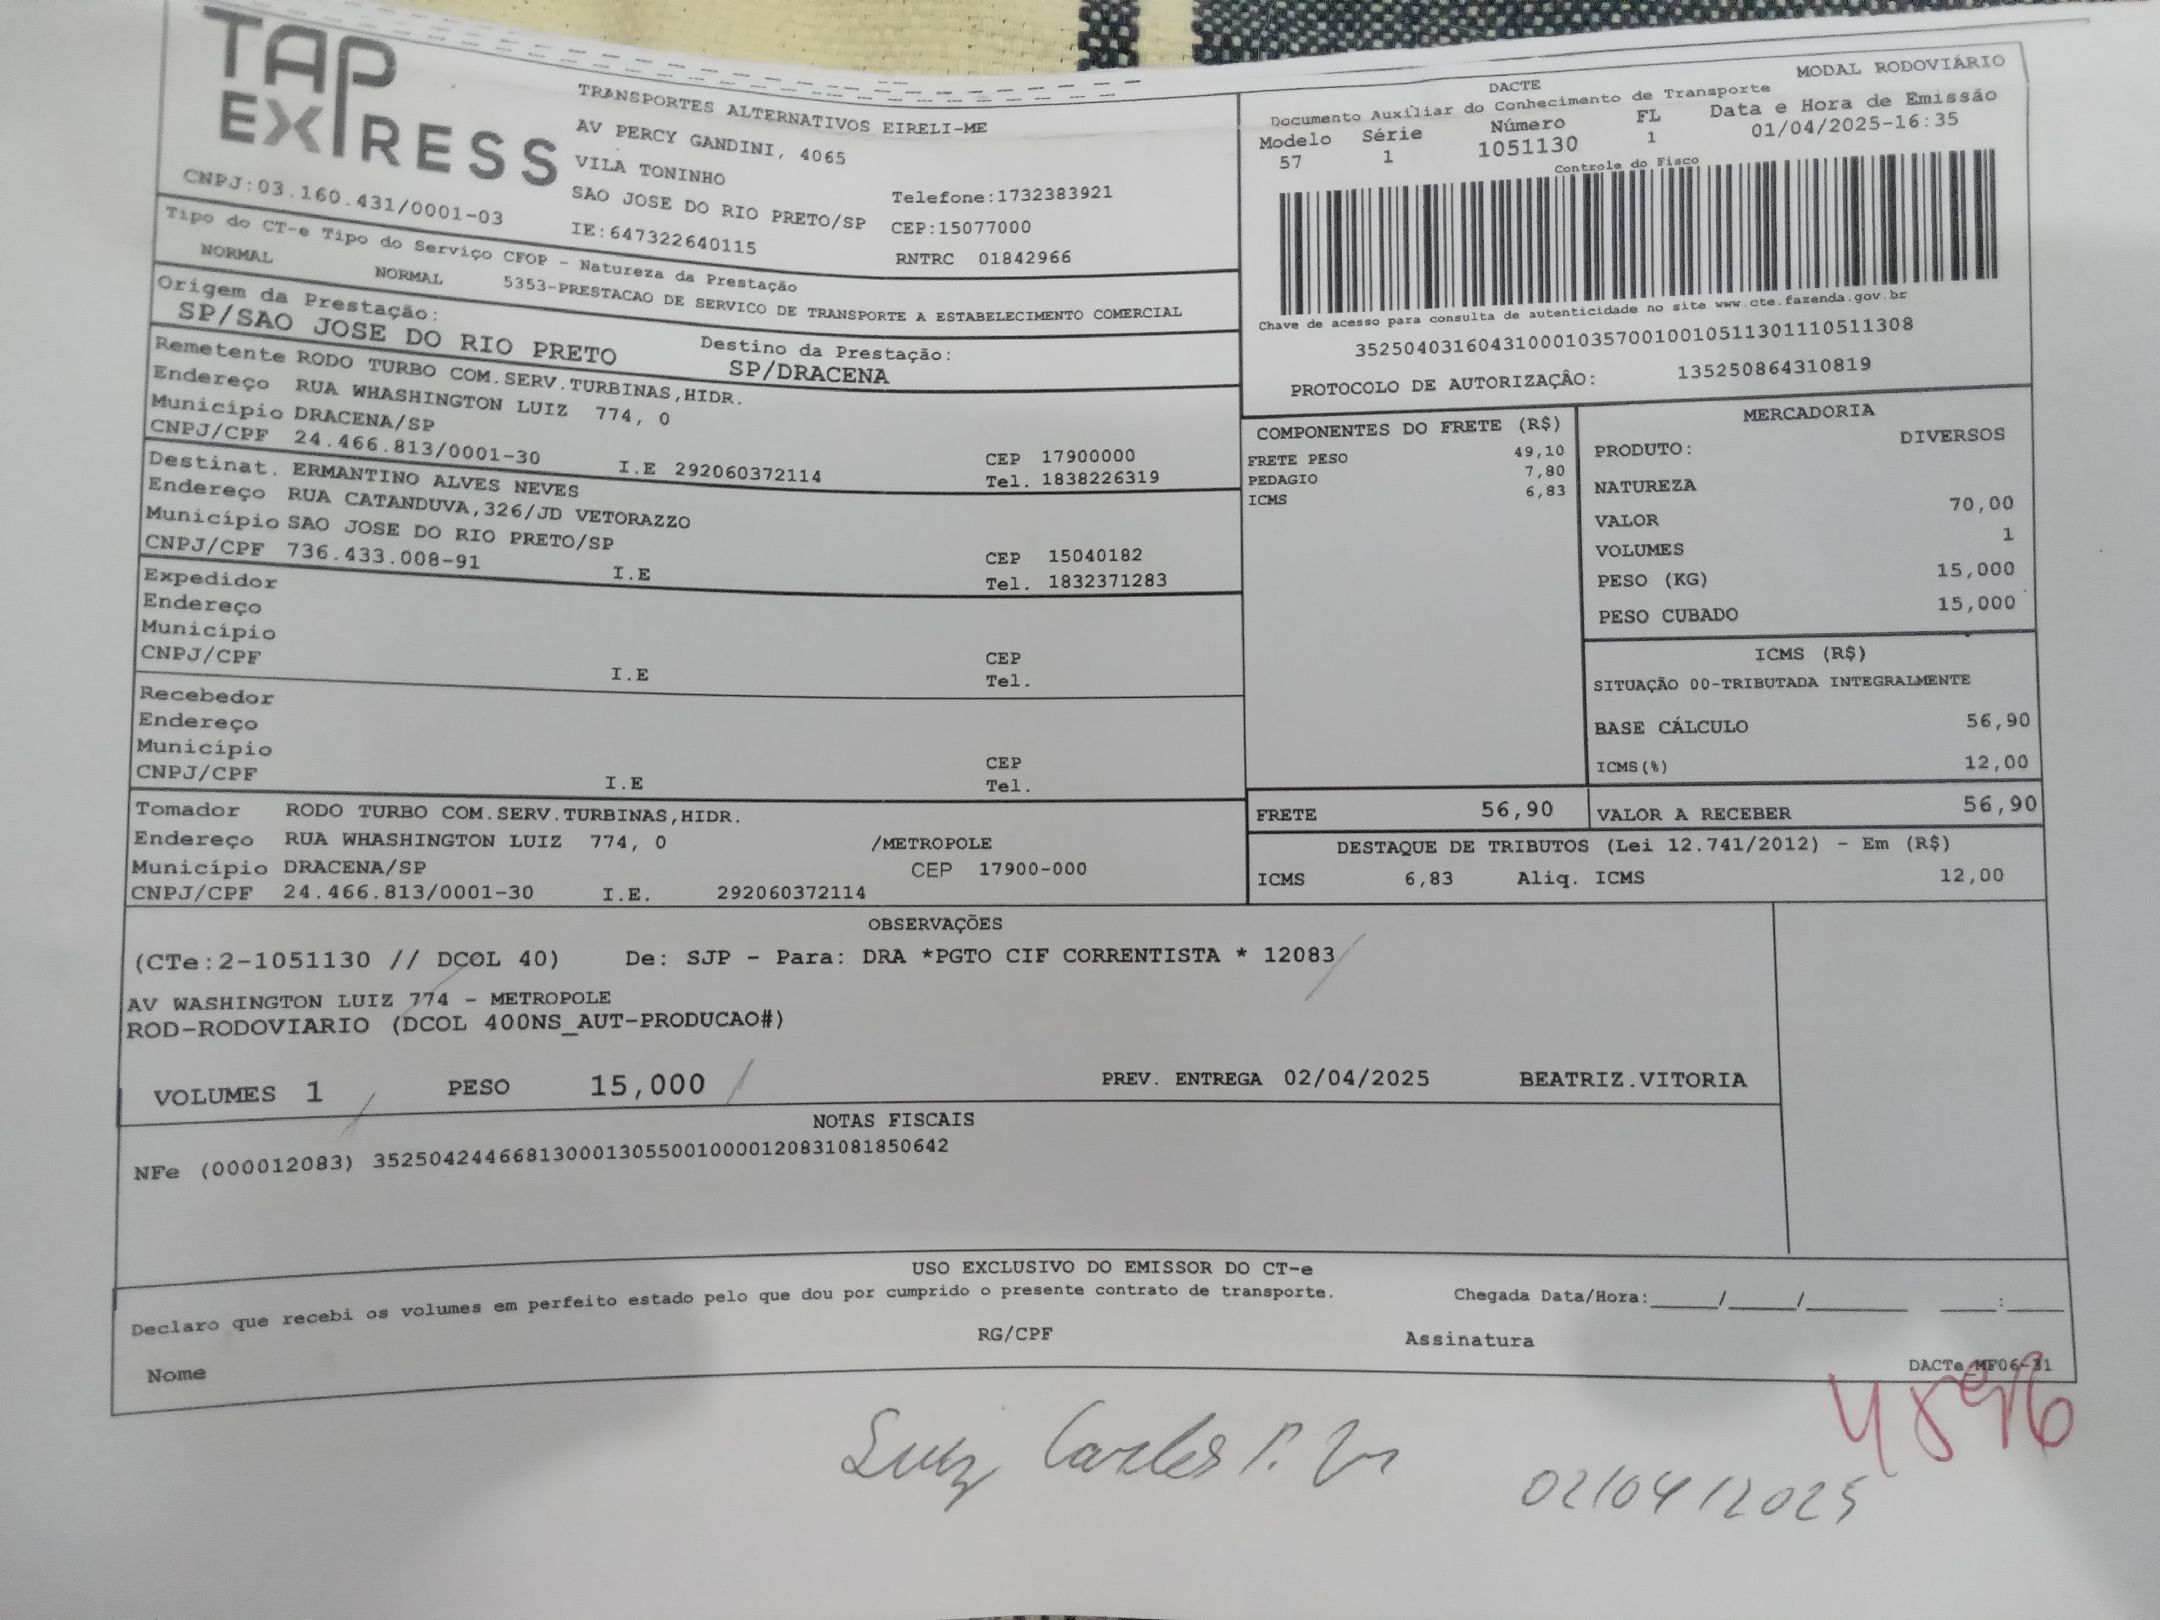 TAP
EXPRESS
CNPJ:03.160.431/0001-03
TRANSPORTES ALTERNATIVOS EIRELI-ME
AV PERCY GANDINI, 4065
VILA TONINHO
SAO JOSE DO RIO PRETO/SP
IE:647322640115
Telefone:1732383921
CEP:15077000
RNTRC 01842966
MODAL RODOVIÁRIO
DACTE
Documento Auxiliar do Conhecimento de Transporte
Modelo Série Número FL Data e Hora de Emissão
57 1 1051130 1 01/04/2025-16:35
Controle do Fisco
Chave de acesso para consulta de autenticidade no site www.cte.fazenda.gov.br
35250403160431000103570010010511301110511308
PROTOCOLO DE AUTORIZAÇÃO: 135250864310819
Tipo do CT-e Tipo do Serviço CFOP - Natureza da Prestação
NORMAL NORMAL 5353-PRESTACAO DE SERVICO DE TRANSPORTE A ESTABELECIMENTO COMERCIAL
Origem da Prestação: Destino da Prestação:
SP/SAO JOSE DO RIO PRETO SP/DRACENA
Remetente RODO TURBO COM.SERV.TURBINAS,HIDR.
Endereço RUA WHASHINGTON LUIZ 774, 0
Município DRACENA/SP CEP 17900000
CNPJ/CPF 24.466.813/0001-30 I.E 292060372114 Tel. 1838226319
Destinat. ERMANTINO ALVES NEVES
Endereço RUA CATANDUVA,326/JD VETORAZZO
Município SAO JOSE DO RIO PRETO/SP CEP 15040182
CNPJ/CPF 736.433.008-91 I.E Tel. 1832371283
Expedidor
Endereço
Município CEP
CNPJ/CPF I.E Tel.
Recebedor
Endereço
Município CEP
CNPJ/CPF I.E Tel.
Tomador RODO TURBO COM.SERV.TURBINAS,HIDR.
Endereço RUA WHASHINGTON LUIZ 774, 0 /METROPOLE
Município DRACENA/SP CEP 17900-000
CNPJ/CPF 24.466.813/0001-30 I.E. 292060372114
COMPONENTES DO FRETE (R$)
FRETE PESO 49,10
PEDAGIO 7,80
ICMS 6,83
MERCADORIA
PRODUTO: DIVERSOS
NATUREZA
VALOR 70,00
VOLUMES 1
PESO (KG) 15,000
PESO CUBADO 15,000
ICMS (R$)
SITUAÇÃO 00-TRIBUTADA INTEGRALMENTE
BASE CÁLCULO 56,90
ICMS(%) 12,00
FRETE 56,90 VALOR A RECEBER 56,90
DESTAQUE DE TRIBUTOS (Lei 12.741/2012) - Em (R$)
ICMS 6,83 Aliq. ICMS 12,00
OBSERVAÇÕES
(CTe:2-1051130 // DCOL 40) De: SJP - Para: DRA *PGTO CIF CORRENTISTA * 12083
AV WASHINGTON LUIZ 774 - METROPOLE
ROD-RODOVIARIO (DCOL 400NS_AUT-PRODUCAO#)
VOLUMES 1 PESO 15,000 PREV. ENTREGA 02/04/2025 BEATRIZ.VITORIA
NOTAS FISCAIS
NFe (000012083) 35250424466813000130550010000120831081850642
USO EXCLUSIVO DO EMISSOR DO CT-e
Declaro que recebi os volumes em perfeito estado pelo que dou por cumprido o presente contrato de transporte. Chegada Data/Hora:_____/_____/________ ____:_____
Nome RG/CPF Assinatura
DACTe MF06-31
Luiz Carlos
02/04/2025